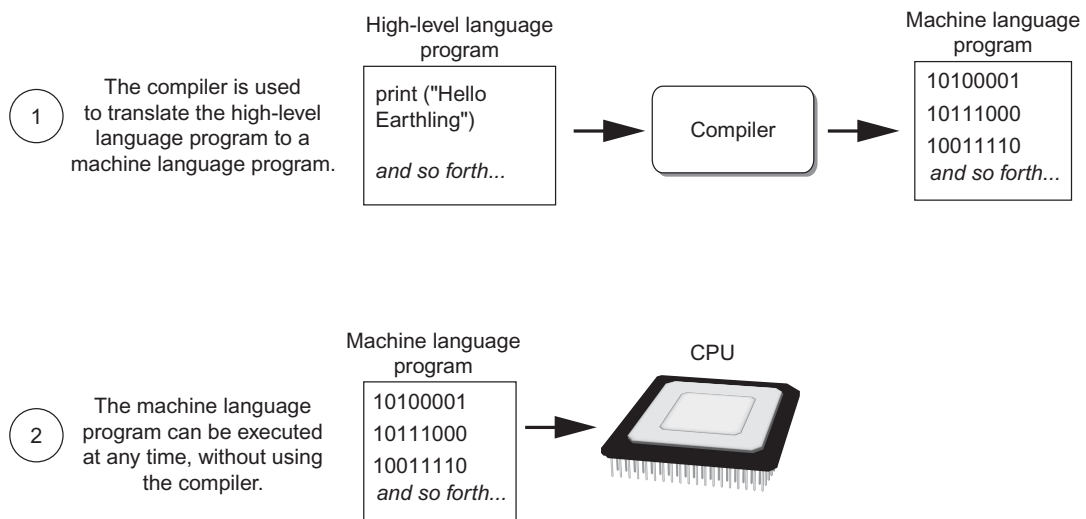 1
The compiler is used
to translate the high-level
language program to a
machine language program.
High-level language
program
print ("Hello
Earthling")
and so forth...
Compiler
Machine language
program
10100001
10111000
10011110
and so forth...
2
The machine language
program can be executed
at any time, without using
the compiler.
Machine language
program
10100001
10111000
10011110
and so forth...
CPU